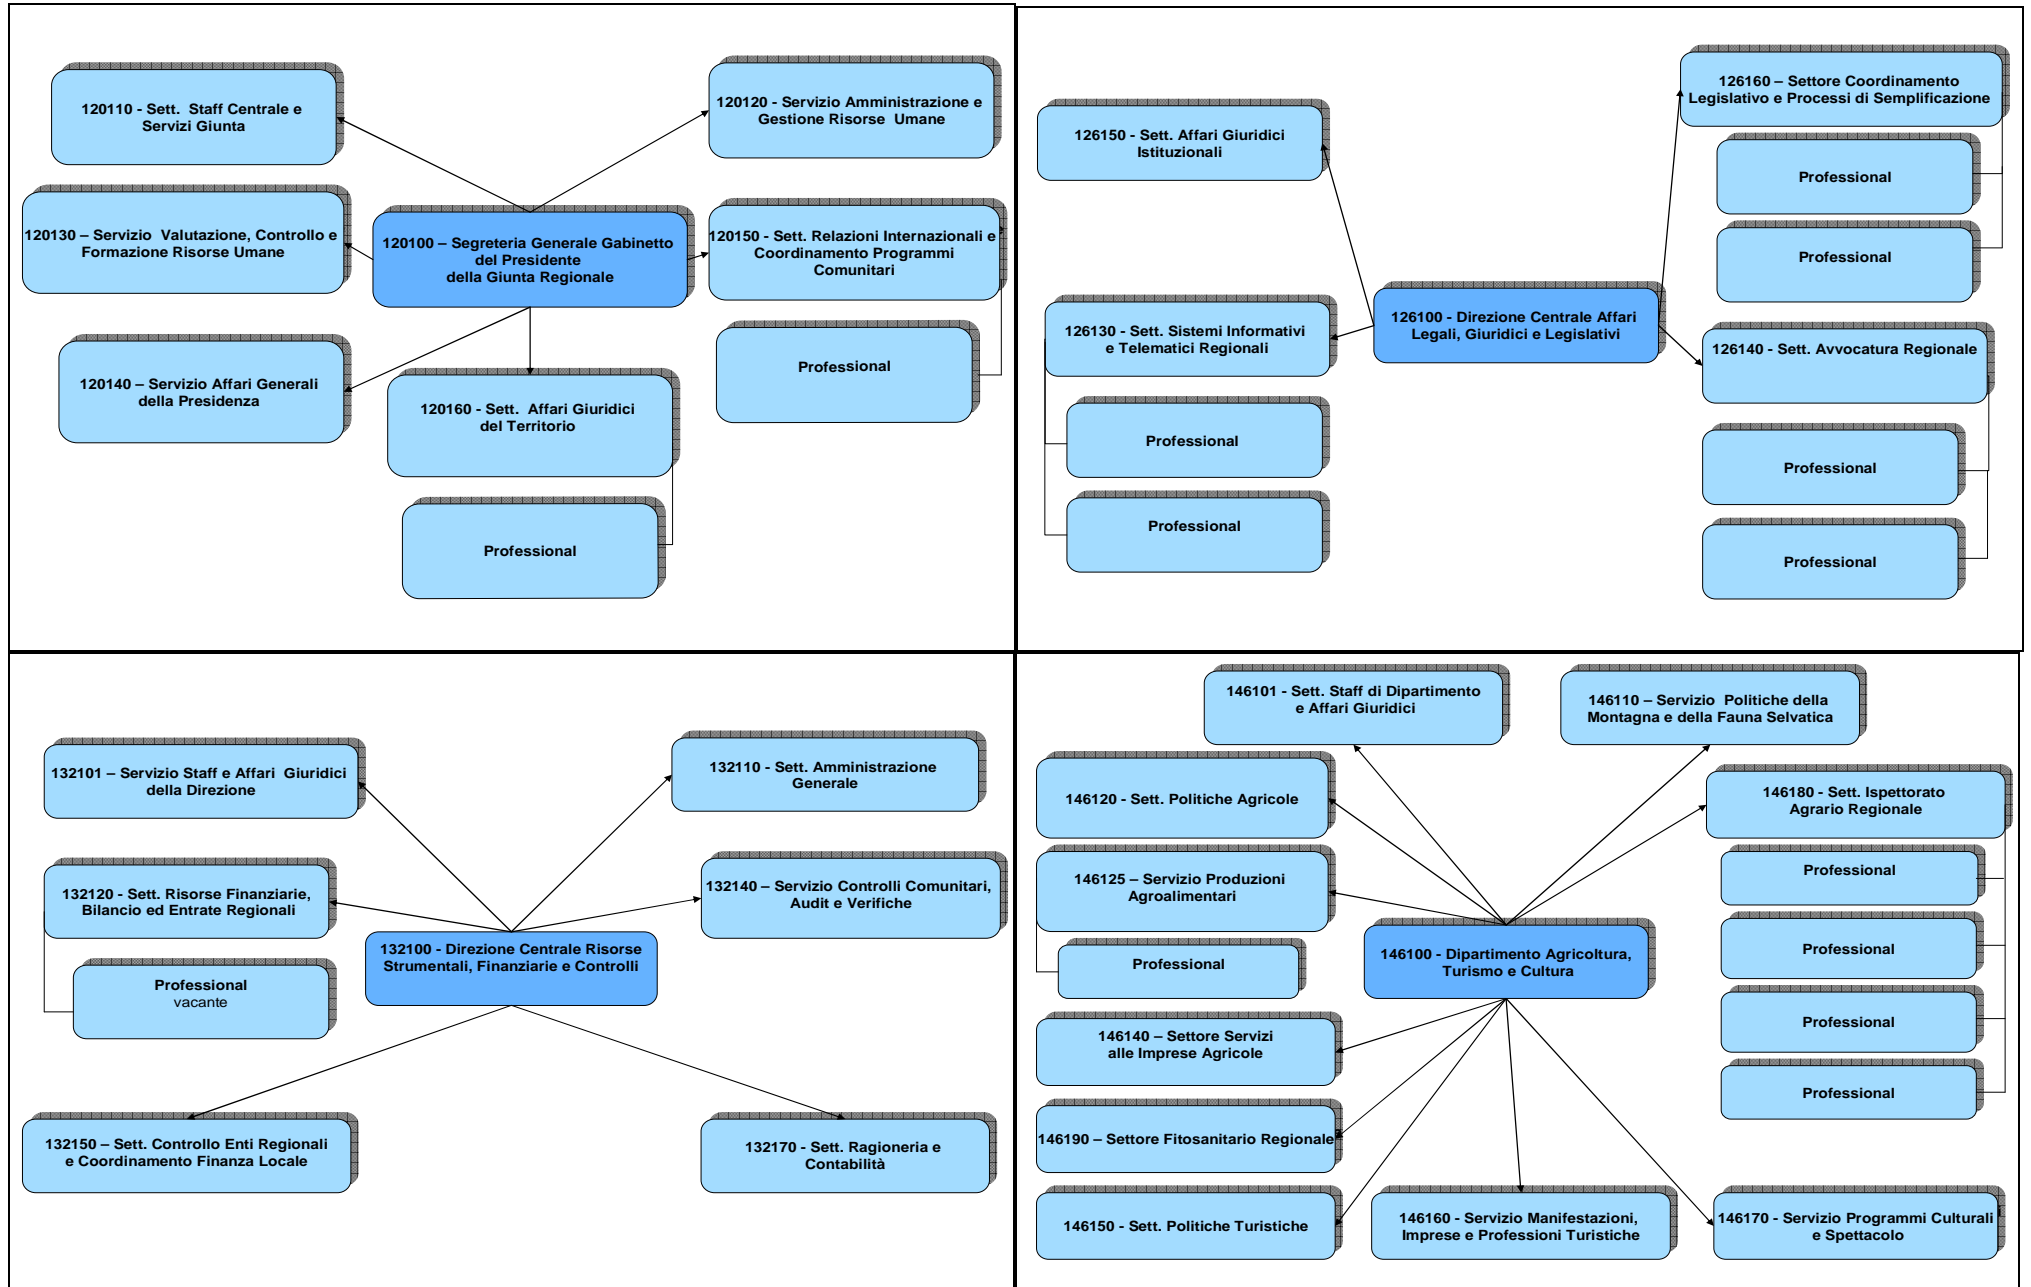 120110 - Sett. Staff Centrale e
Servizi Giunta
120120 - Servizio Amministrazione e
Gestione Risorse Umane
120130 – Servizio Valutazione, Controllo e
Formazione Risorse Umane
120100 – Segreteria Generale Gabinetto
del Presidente
della Giunta Regionale
120150 - Sett. Relazioni Internazionali e
Coordinamento Programmi
Comunitari
Professional
120140 – Servizio Affari Generali
della Presidenza
120160 - Sett. Affari Giuridici
del Territorio
Professional
126160 – Settore Coordinamento
Legislativo e Processi di Semplificazione
126150 - Sett. Affari Giuridici
Istituzionali
Professional
Professional
126130 - Sett. Sistemi Informativi
e Telematici Regionali
126100 - Direzione Centrale Affari
Legali, Giuridici e Legislativi
126140 - Sett. Avvocatura Regionale
Professional
Professional
Professional
Professional
132101 – Servizio Staff e Affari Giuridici
della Direzione
132110 - Sett. Amministrazione
Generale
132120 - Sett. Risorse Finanziarie,
Bilancio ed Entrate Regionali
132140 – Servizio Controlli Comunitari,
Audit e Verifiche
132100 - Direzione Centrale Risorse
Strumentali, Finanziarie e Controlli
Professional
vacante
132150 – Sett. Controllo Enti Regionali
e Coordinamento Finanza Locale
132170 - Sett. Ragioneria e
Contabilità
146101 - Sett. Staff di Dipartimento
e Affari Giuridici
146110 – Servizio Politiche della
Montagna e della Fauna Selvatica
146120 - Sett. Politiche Agricole
146180 - Sett. Ispettorato
Agrario Regionale
146125 – Servizio Produzioni
Agroalimentari
Professional
Professional
146100 - Dipartimento Agricoltura,
Turismo e Cultura
Professional
Professional
Professional
146140 – Settore Servizi
alle Imprese Agricole
146190 – Settore Fitosanitario Regionale
146150 - Sett. Politiche Turistiche
146160 - Servizio Manifestazioni,
Imprese e Professioni Turistiche
146170 - Servizio Programmi Culturali
e Spettacolo